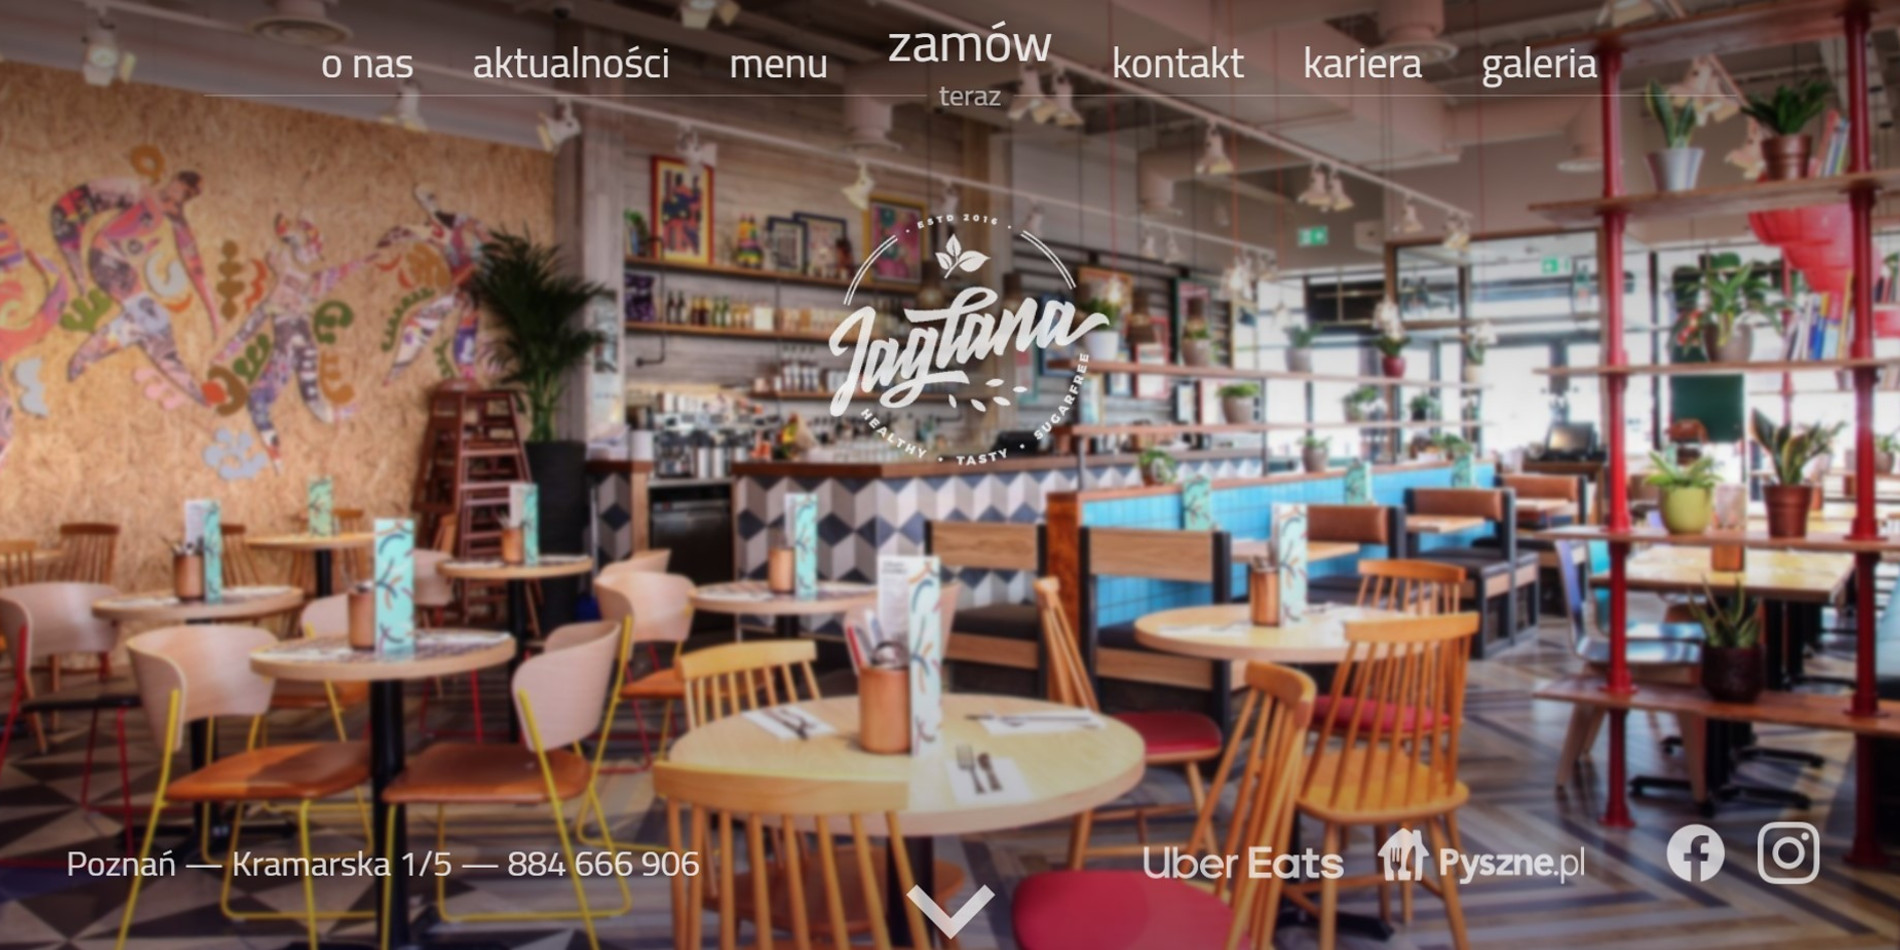 o nas aktualności menu zamów kontakt kariera galeria
teraz
· ESTD 2016 ·
Jaglana
HEALTHY · TASTY · SUGARFREE
Poznań — Kramarska 1/5 — 884 666 906
Uber Eats Pyszne.pl